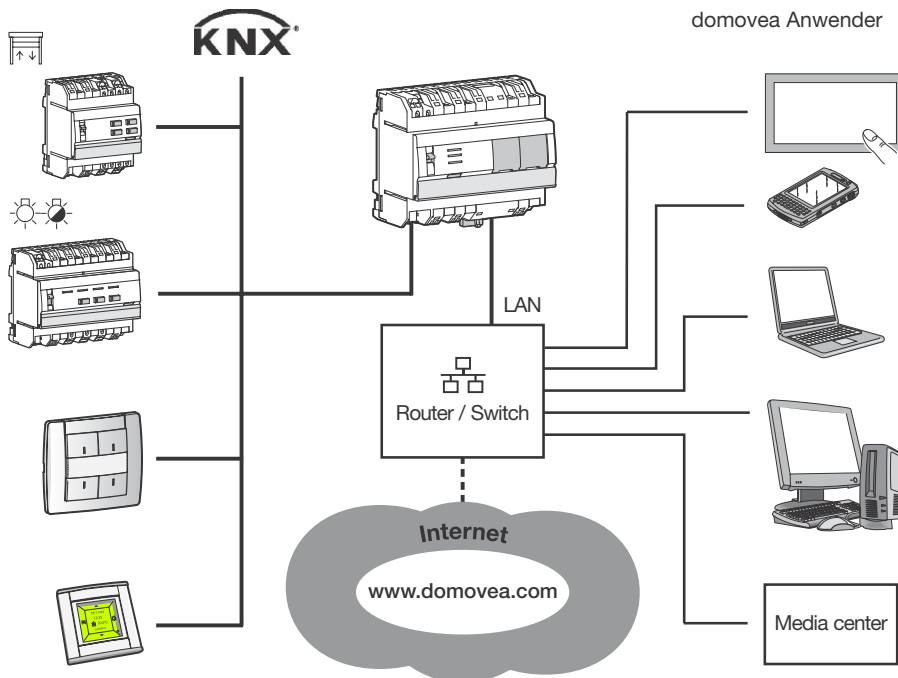 KNX®
domovea Anwender
LAN
Router / Switch
Internet
www.domovea.com
Media center